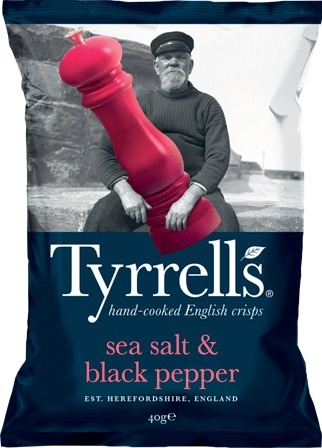 Tyrrells®
hand-cooked English crisps
sea salt &
black pepper
EST. HEREFORDSHIRE, ENGLAND
40g℮